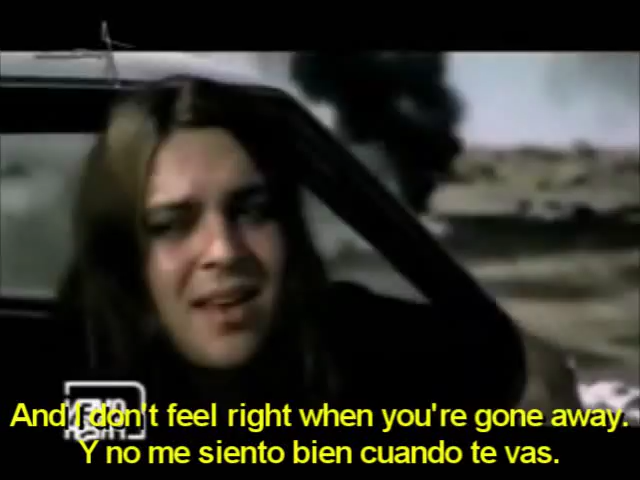 And I don't feel right when you're gone away.
Y no me siento bien cuando te vas.